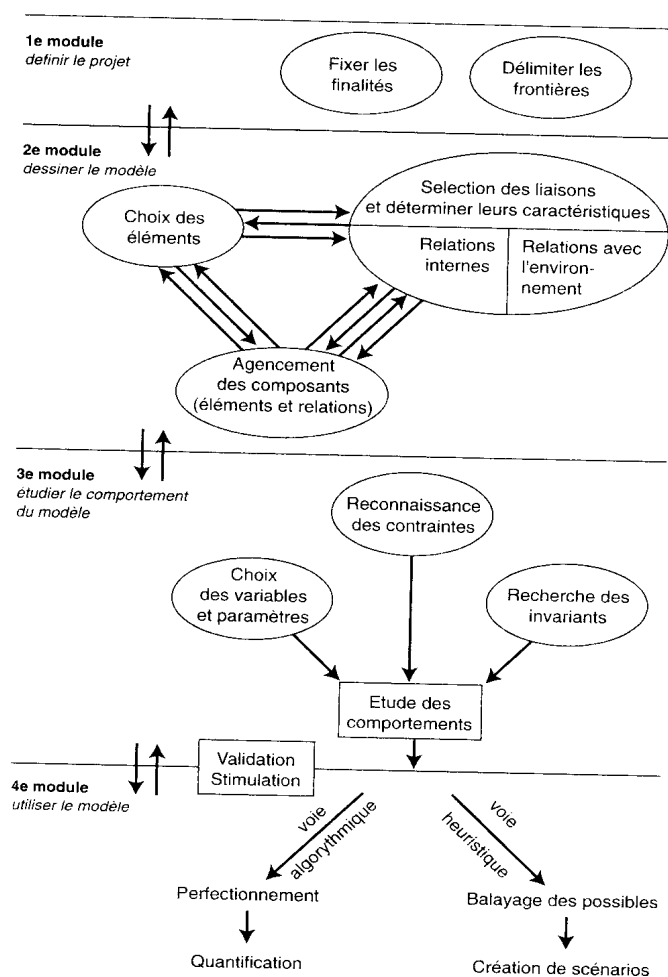 1e module
definir le projet
Fixer les
finalités
Délimiter les
frontières
2e module
dessiner le modèle
Choix des
éléments
Selection des liaisons
et déterminer leurs caractéristiques
Relations
internes
Relations avec
l'environ-
nement
Agencement
des composants
(éléments et relations)
3e module
étudier le comportement
du modèle
Reconnaissance
des contraintes
Choix
des variables
et paramètres
Recherche des
invariants
Etude des
comportements
Validation
Stimulation
4e module
utiliser le modèle
voie
algorythmique
voie
heuristique
Perfectionnement
Balayage des possibles
Quantification
Création de scénarios